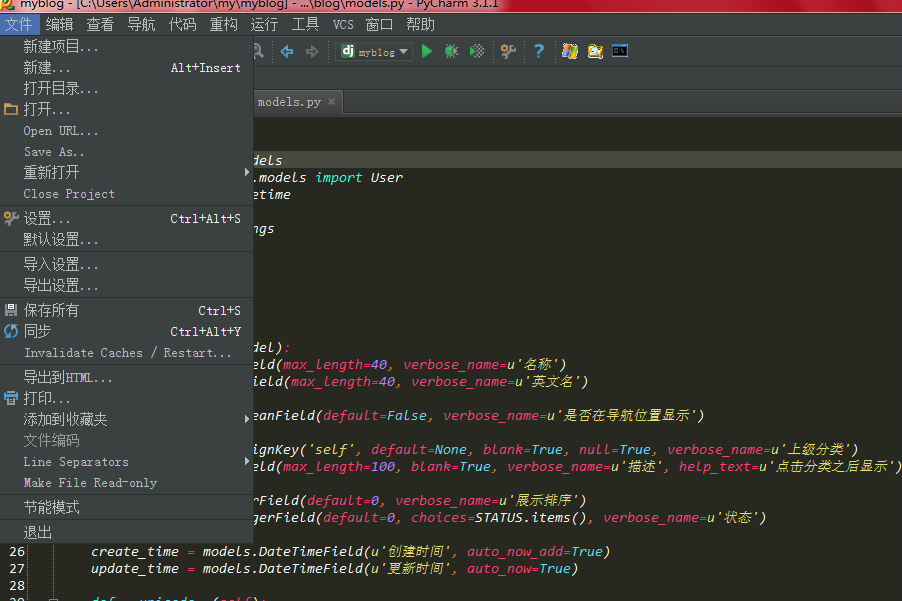 myblog - [C:\Users\Administrator\my\myblog] - ...\blog\models.py - PyCharm 3.1.1
文件 编辑 查看 导航 代码 重构 运行 工具 VCS 窗口 帮助
新建项目...
新建... Alt+Insert
打开目录...
打开...
Open URL...
Save As..
重新打开
Close Project
设置... Ctrl+Alt+S
默认设置...
导入设置...
导出设置...
保存所有 Ctrl+S
同步 Ctrl+Alt+Y
Invalidate Caches / Restart...
导出到HTML...
打印...
添加到收藏夹
文件编码
Line Separators
Make File Read-only
节能模式
退出
dj myblog
models.py ×
dels
.models import User
etime
ngs
del):
eld(max_length=40, verbose_name=u'名称')
ield(max_length=40, verbose_name=u'英文名')
eanField(default=False, verbose_name=u'是否在导航位置显示')
ignKey('self', default=None, blank=True, null=True, verbose_name=u'上级分类')
eld(max_length=100, blank=True, verbose_name=u'描述', help_text=u'点击分类之后显示')
rField(default=0, verbose_name=u'展示排序')
gerField(default=0, choices=STATUS.items(), verbose_name=u'状态')
26 create_time = models.DateTimeField(u'创建时间', auto_now_add=True)
27 update_time = models.DateTimeField(u'更新时间', auto_now=True)
28